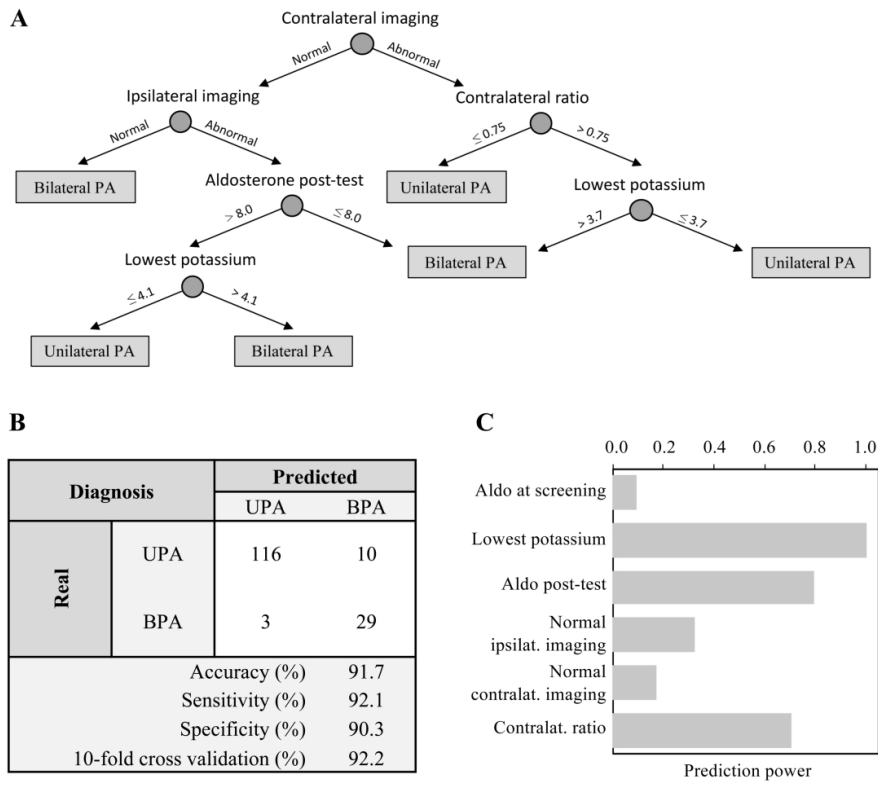 A
Contralateral imaging
Normal
Abnormal
Ipsilateral imaging
Contralateral ratio
Normal
Abnormal
≤ 0.75
> 0.75
Bilateral PA
Aldosterone post-test
Unilateral PA
Lowest potassium
> 8.0
≤8.0
> 3.7
≤3.7
Lowest potassium
Bilateral PA
Unilateral PA
≤ 4.1
> 4.1
Unilateral PA
Bilateral PA
B
Diagnosis
Predicted
UPA BPA
Real
UPA 116 10
BPA 3 29
Accuracy (%) 91.7
Sensitivity (%) 92.1
Specificity (%) 90.3
10-fold cross validation (%) 92.2
C
0.0 0.2 0.4 0.6 0.8 1.0
Aldo at screening
Lowest potassium
Aldo post-test
Normal
ipsilat. imaging
Normal
contralat. imaging
Contralat. ratio
Prediction power